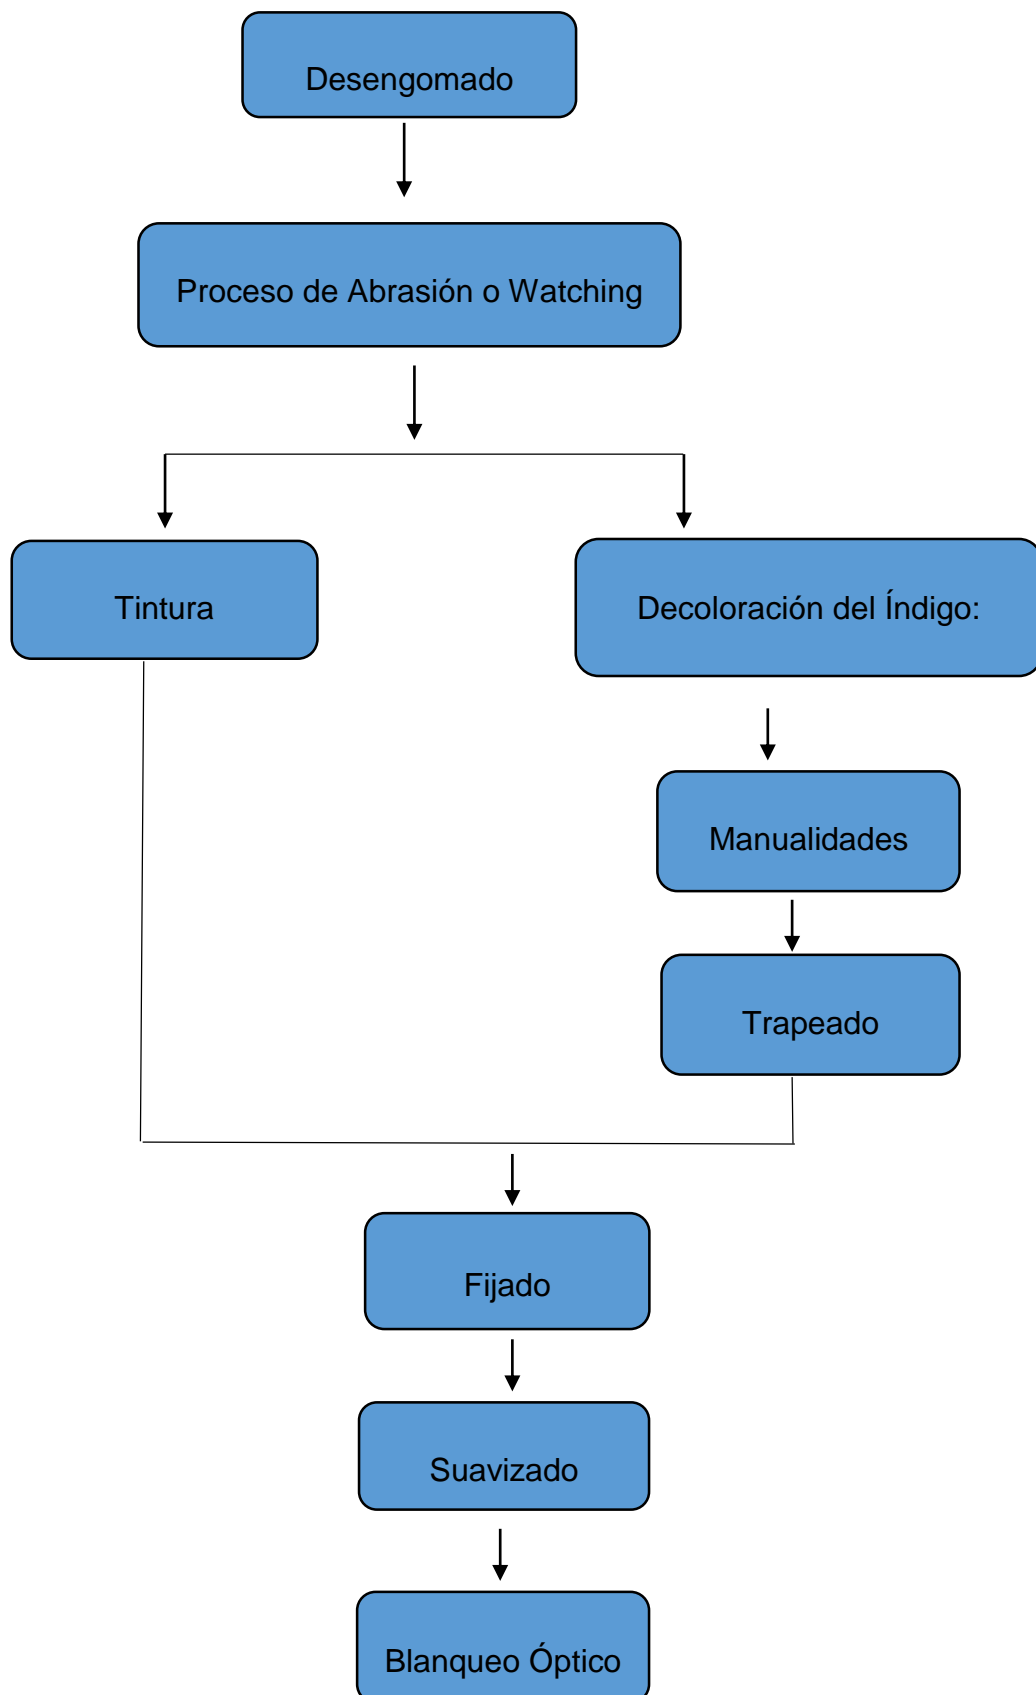 Desengomado
Proceso de Abrasión o Watching
Tintura
Decoloración del Índigo:
Manualidades
Trapeado
Fijado
Suavizado
Blanqueo Óptico